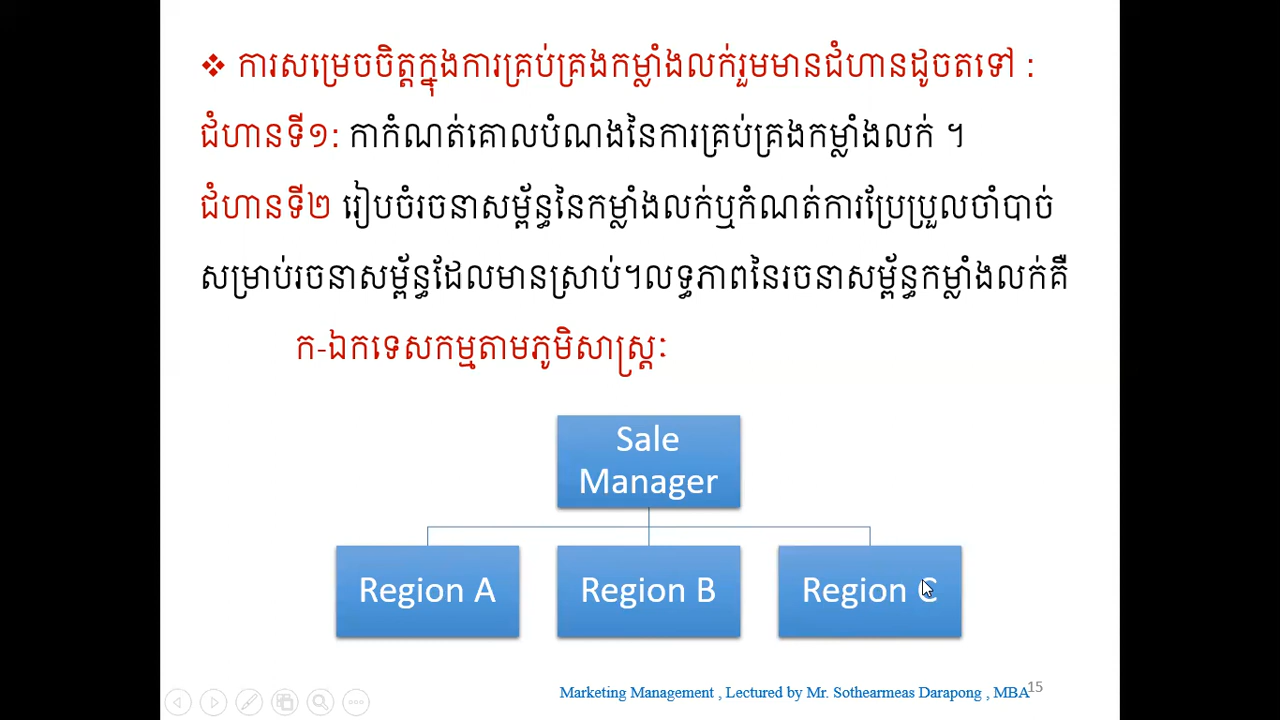 ❖ ការសម្រេចចិត្តក្នុងការគ្រប់គ្រងកម្លាំងលក់រួមមានជំហានដូចតទៅ :
ជំហានទី១: កាកំណត់គោលបំណងនៃការគ្រប់គ្រងកម្លាំងលក់ ។
ជំហានទី២ រៀបចំរចនាសម្ព័ន្ធនៃកម្លាំងលក់ឬកំណត់ការប្រែប្រួលចាំបាច់
សម្រាប់រចនាសម្ព័ន្ធដែលមានស្រាប់។លទ្ធភាពនៃរចនាសម្ព័ន្ធកម្លាំងលក់គឺ
ក-ឯកទេសកម្មតាមភូមិសាស្ត្រៈ
Sale
Manager
Region A Region B Region C
Marketing Management , Lectured by Mr. Sothearmeas Darapong , MBA 15